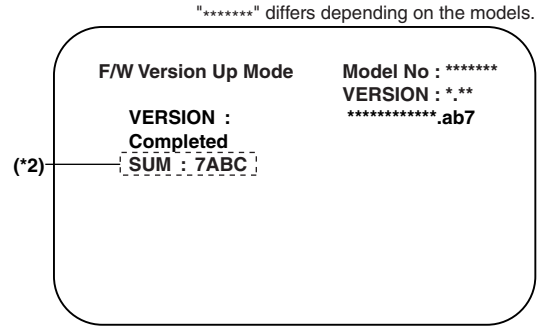 "*******" differs depending on the models.
F/W Version Up Mode
Model No : *******
VERSION : *.**
VERSION :
************.ab7
Completed
(*2)
SUM : 7ABC